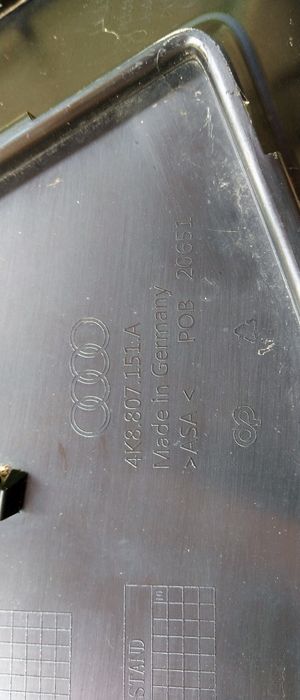 4K8.807.151.A
Made in Germany
>ASA<   POB 20651
STAND